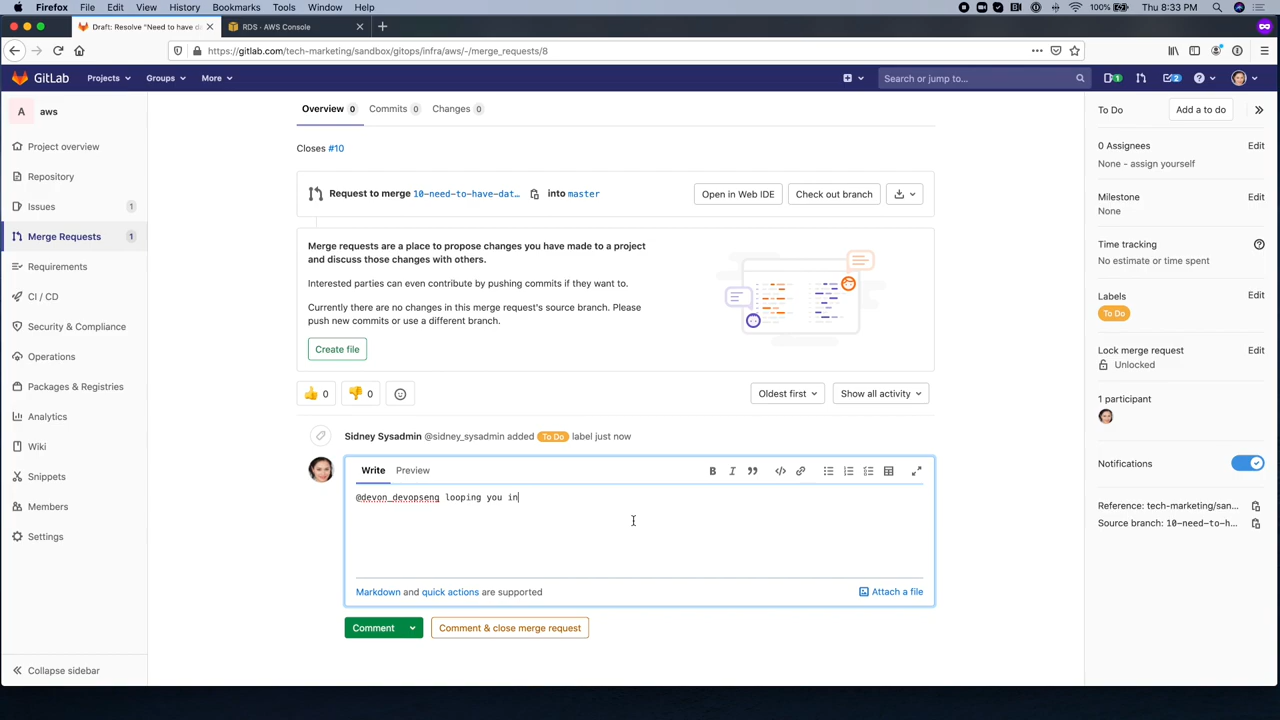 Firefox File Edit View History Bookmarks Tools Window Help
100% Thu 8:33 PM
Draft: Resolve "Need to have da
RDS · AWS Console
https://gitlab.com/tech-marketing/sandbox/gitops/infra/aws/-/merge_requests/8
GitLab Projects Groups More
Search or jump to...
1
2
A aws
Project overview
Repository
Issues 1
Merge Requests 1
Requirements
CI / CD
Security & Compliance
Operations
Packages & Registries
Analytics
Wiki
Snippets
Members
Settings
Collapse sidebar
Overview 0 Commits 0 Changes 0
Closes #10
Request to merge 10-need-to-have-dat... into master
Open in Web IDE Check out branch
Merge requests are a place to propose changes you have made to a project
and discuss those changes with others.
Interested parties can even contribute by pushing commits if they want to.
Currently there are no changes in this merge request's source branch. Please
push new commits or use a different branch.
Create file
0 0
Oldest first Show all activity
Sidney Sysadmin @sidney_sysadmin added To Do label just now
Write Preview
@devon_devopseng looping you in
Markdown and quick actions are supported
Attach a file
Comment Comment & close merge request
To Do Add a to do
0 Assignees Edit
None - assign yourself
Milestone Edit
None
Time tracking
No estimate or time spent
Labels Edit
To Do
Lock merge request Edit
Unlocked
1 participant
Notifications
Reference: tech-marketing/san...
Source branch: 10-need-to-h...